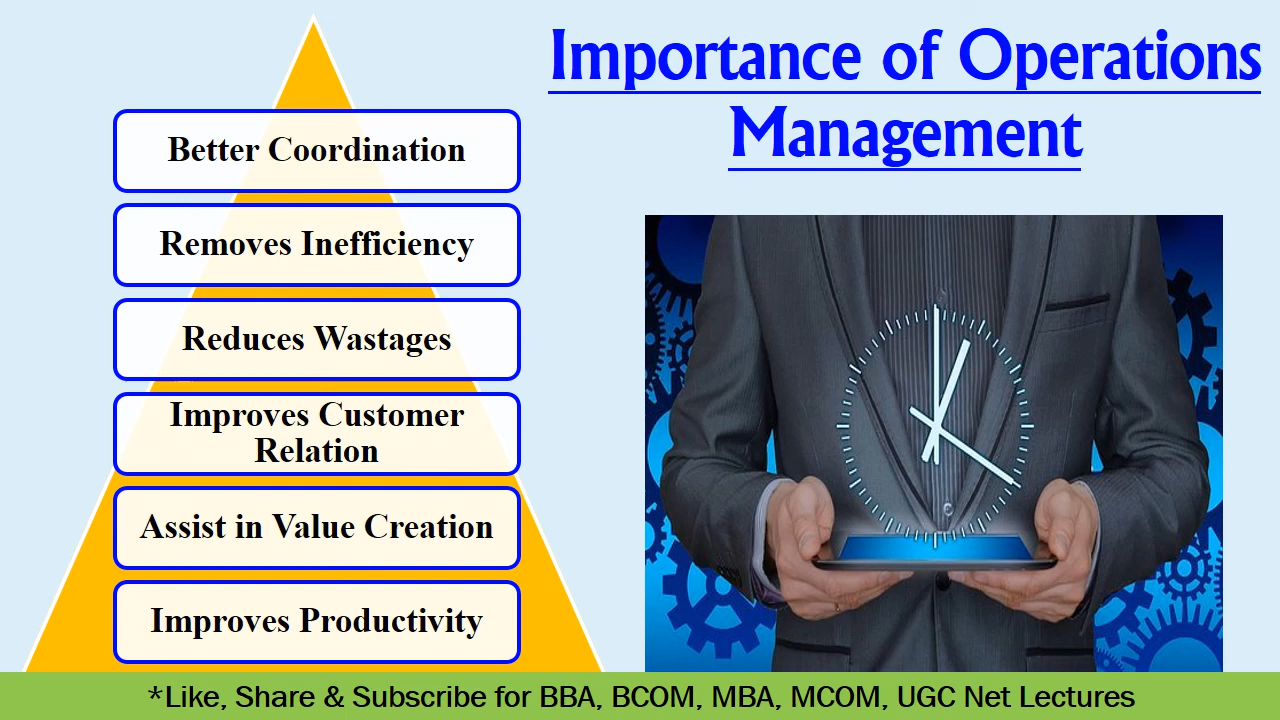 Importance of Operations
Management
Better Coordination
Removes Inefficiency
Reduces Wastages
Improves Customer
Relation
Assist in Value Creation
Improves Productivity
*Like, Share & Subscribe for BBA, BCOM, MBA, MCOM, UGC Net Lectures